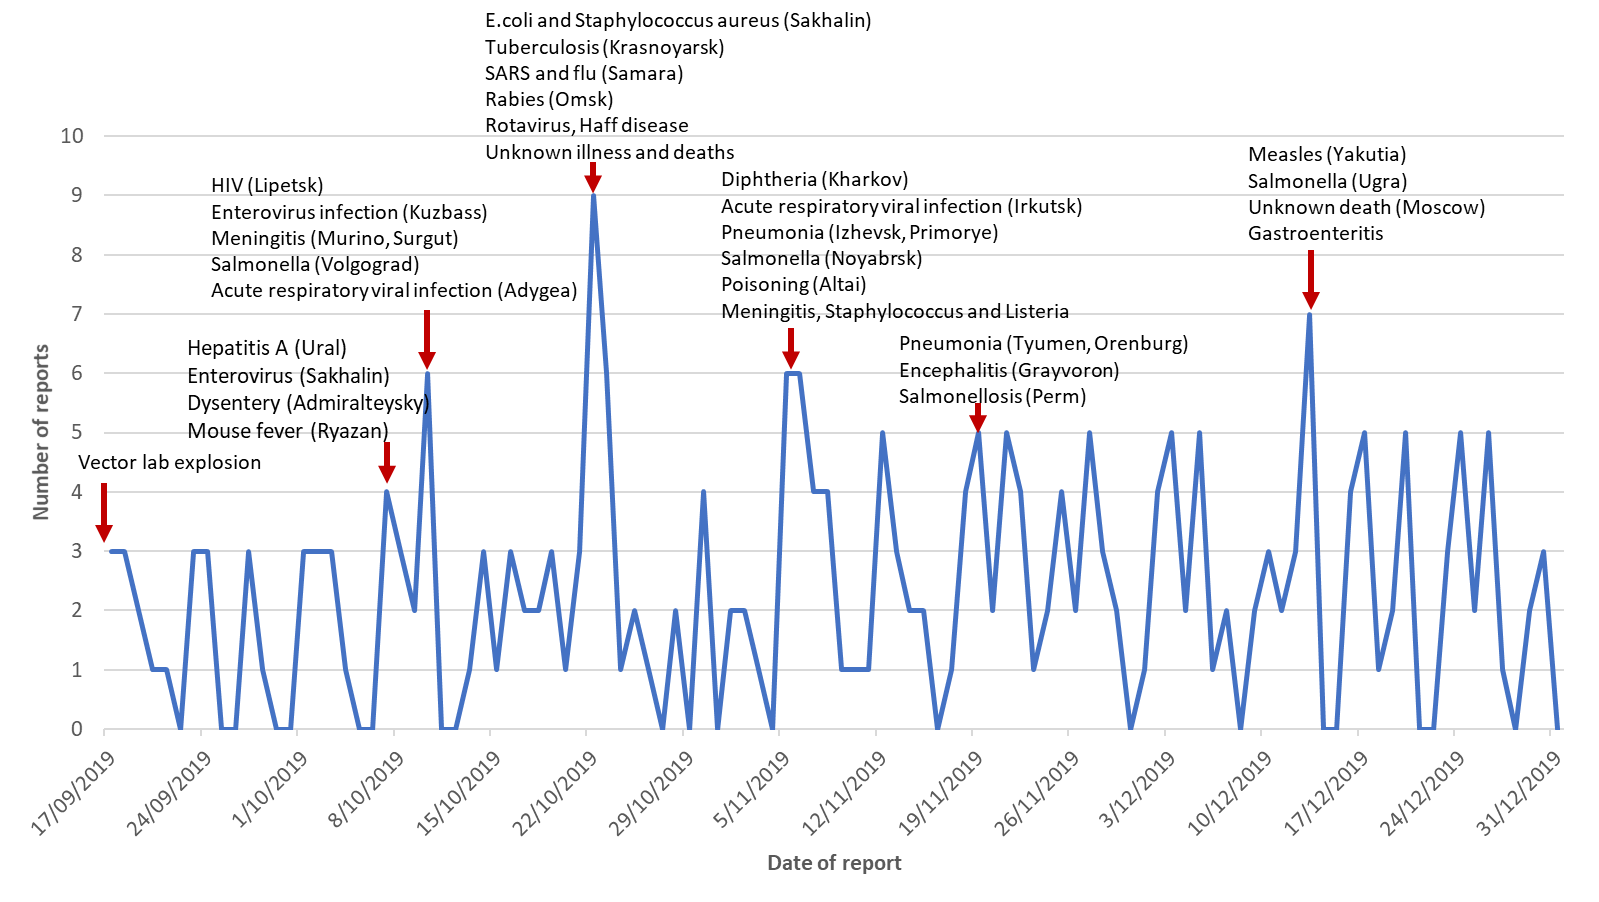 E.coli and Staphylococcus aureus (Sakhalin)
Tuberculosis (Krasnoyarsk)
SARS and flu (Samara)
Rabies (Omsk)
Rotavirus, Haff disease
Unknown illness and deaths
HIV (Lipetsk)
Enterovirus infection (Kuzbass)
Meningitis (Murino, Surgut)
Salmonella (Volgograd)
Acute respiratory viral infection (Adygea)
Diphtheria (Kharkov)
Acute respiratory viral infection (Irkutsk)
Pneumonia (Izhevsk, Primorye)
Salmonella (Noyabrsk)
Poisoning (Altai)
Meningitis, Staphylococcus and Listeria
Measles (Yakutia)
Salmonella (Ugra)
Unknown death (Moscow)
Gastroenteritis
Hepatitis A (Ural)
Enterovirus (Sakhalin)
Dysentery (Admiralteysky)
Mouse fever (Ryazan)
Pneumonia (Tyumen, Orenburg)
Encephalitis (Grayvoron)
Salmonellosis (Perm)
Vector lab explosion
Number of reports
10
9
8
7
6
5
4
3
2
1
0
17/09/2019
24/09/2019
1/10/2019
8/10/2019
15/10/2019
22/10/2019
29/10/2019
5/11/2019
12/11/2019
19/11/2019
26/11/2019
3/12/2019
10/12/2019
17/12/2019
24/12/2019
31/12/2019
Date of report